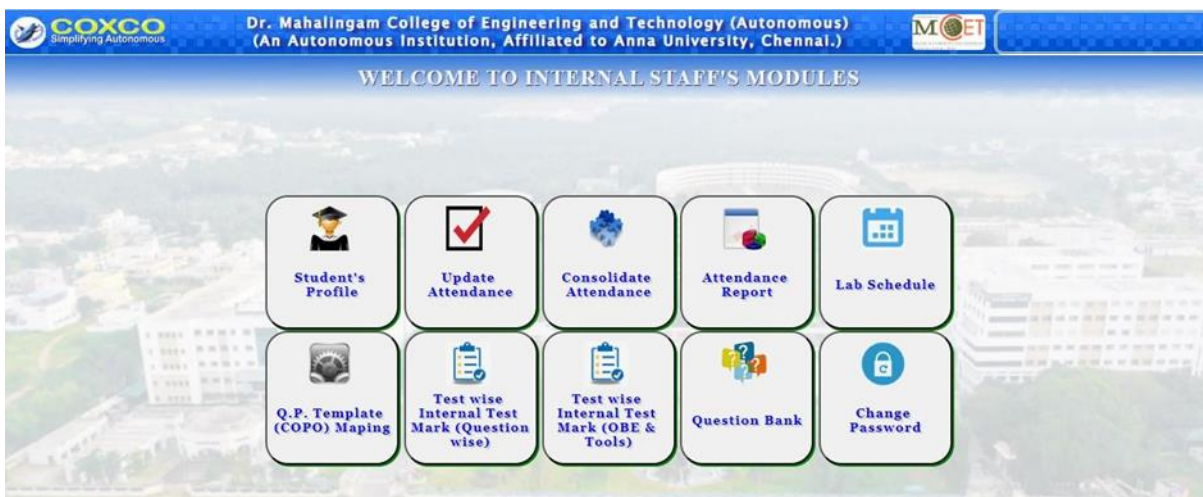 COXCO
Simplifying Autonomous
Dr. Mahalingam College of Engineering and Technology (Autonomous)
(An Autonomous Institution, Affiliated to Anna University, Chennai.)
MCET
WELCOME TO INTERNAL STAFF'S MODULES
Student's
Profile
Update
Attendance
Consolidate
Attendance
Attendance
Report
Lab Schedule
Q.P. Template
(COPO) Maping
Test wise
Internal Test
Mark (Question
wise)
Test wise
Internal Test
Mark (OBE &
Tools)
Question Bank
Change
Password